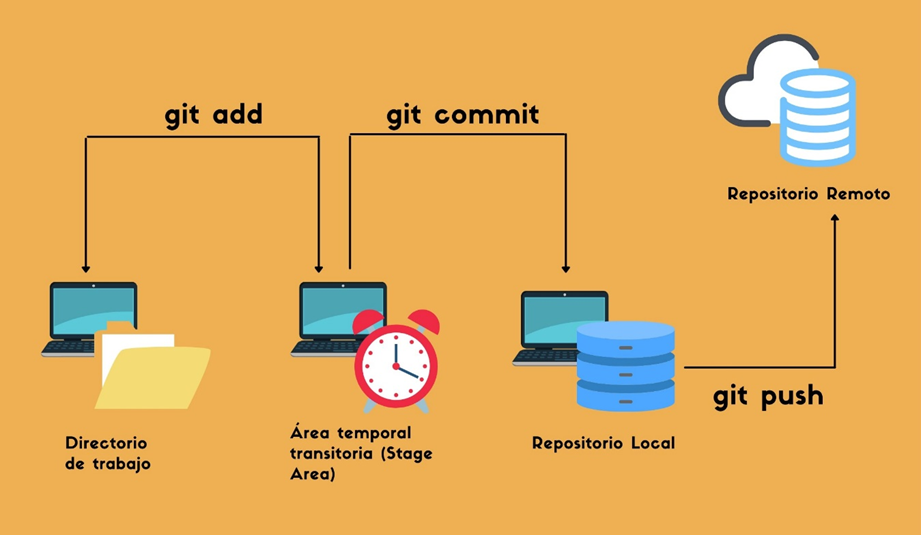 git add
git commit
Repositorio Remoto
git push
Directorio
de trabajo
Área temporal
transitoria (Stage
Area)
Repositorio Local